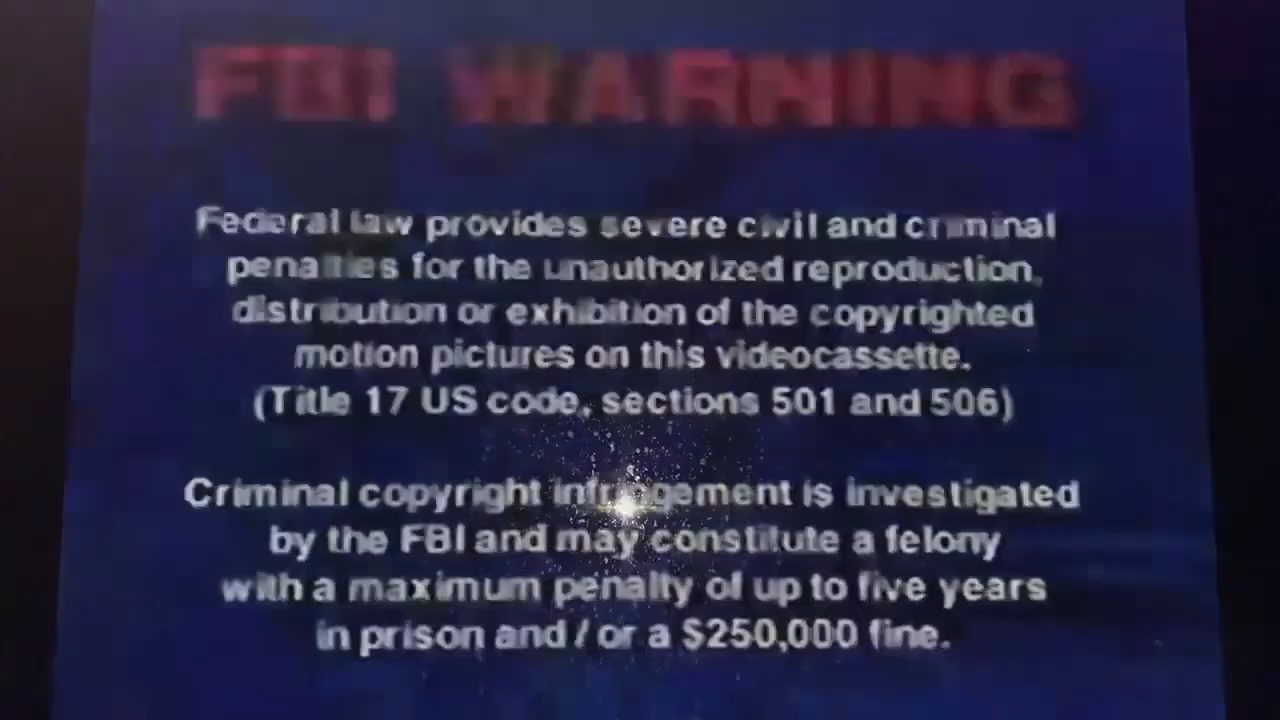 FBI WARNING
Federal law provides severe civil and criminal
penalties for the unauthorized reproduction,
distribution or exhibition of the copyrighted
motion pictures on this videocassette.
(Title 17 US code, sections 501 and 506)
Criminal copyright infringement is investigated
by the FBI and may constitute a felony
with a maximum penalty of up to five years
in prison and/or a $250,000 fine.